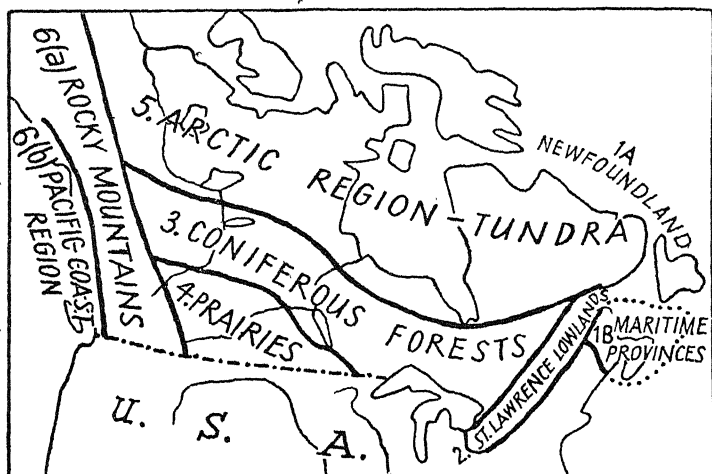 6(a) ROCKY MOUNTAINS
6(b) PACIFIC COAST
REGION
5. ARCTIC REGION-TUNDRA
1A
NEWFOUNDLAND
3. CONIFEROUS FORESTS
4. PRAIRIES
2. ST. LAWRENCE LOWLANDS
1B MARITIME
PROVINCES
U. S. A.